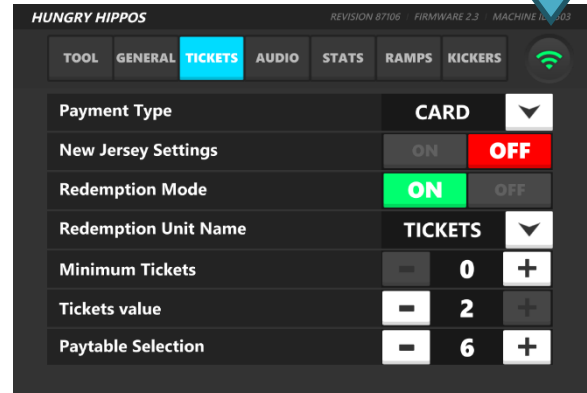 HUNGRY HIPPOS
REVISION 87106 FIRMWARE 2.3 MACHINE
TOOL GENERAL TICKETS AUDIO STATS RAMPS KICKERS
Payment Type CARD
New Jersey Settings ON OFF
Redemption Mode ON OFF
Redemption Unit Name TICKETS
Minimum Tickets - 0 +
Tickets value - 2 +
Paytable Selection - 6 +